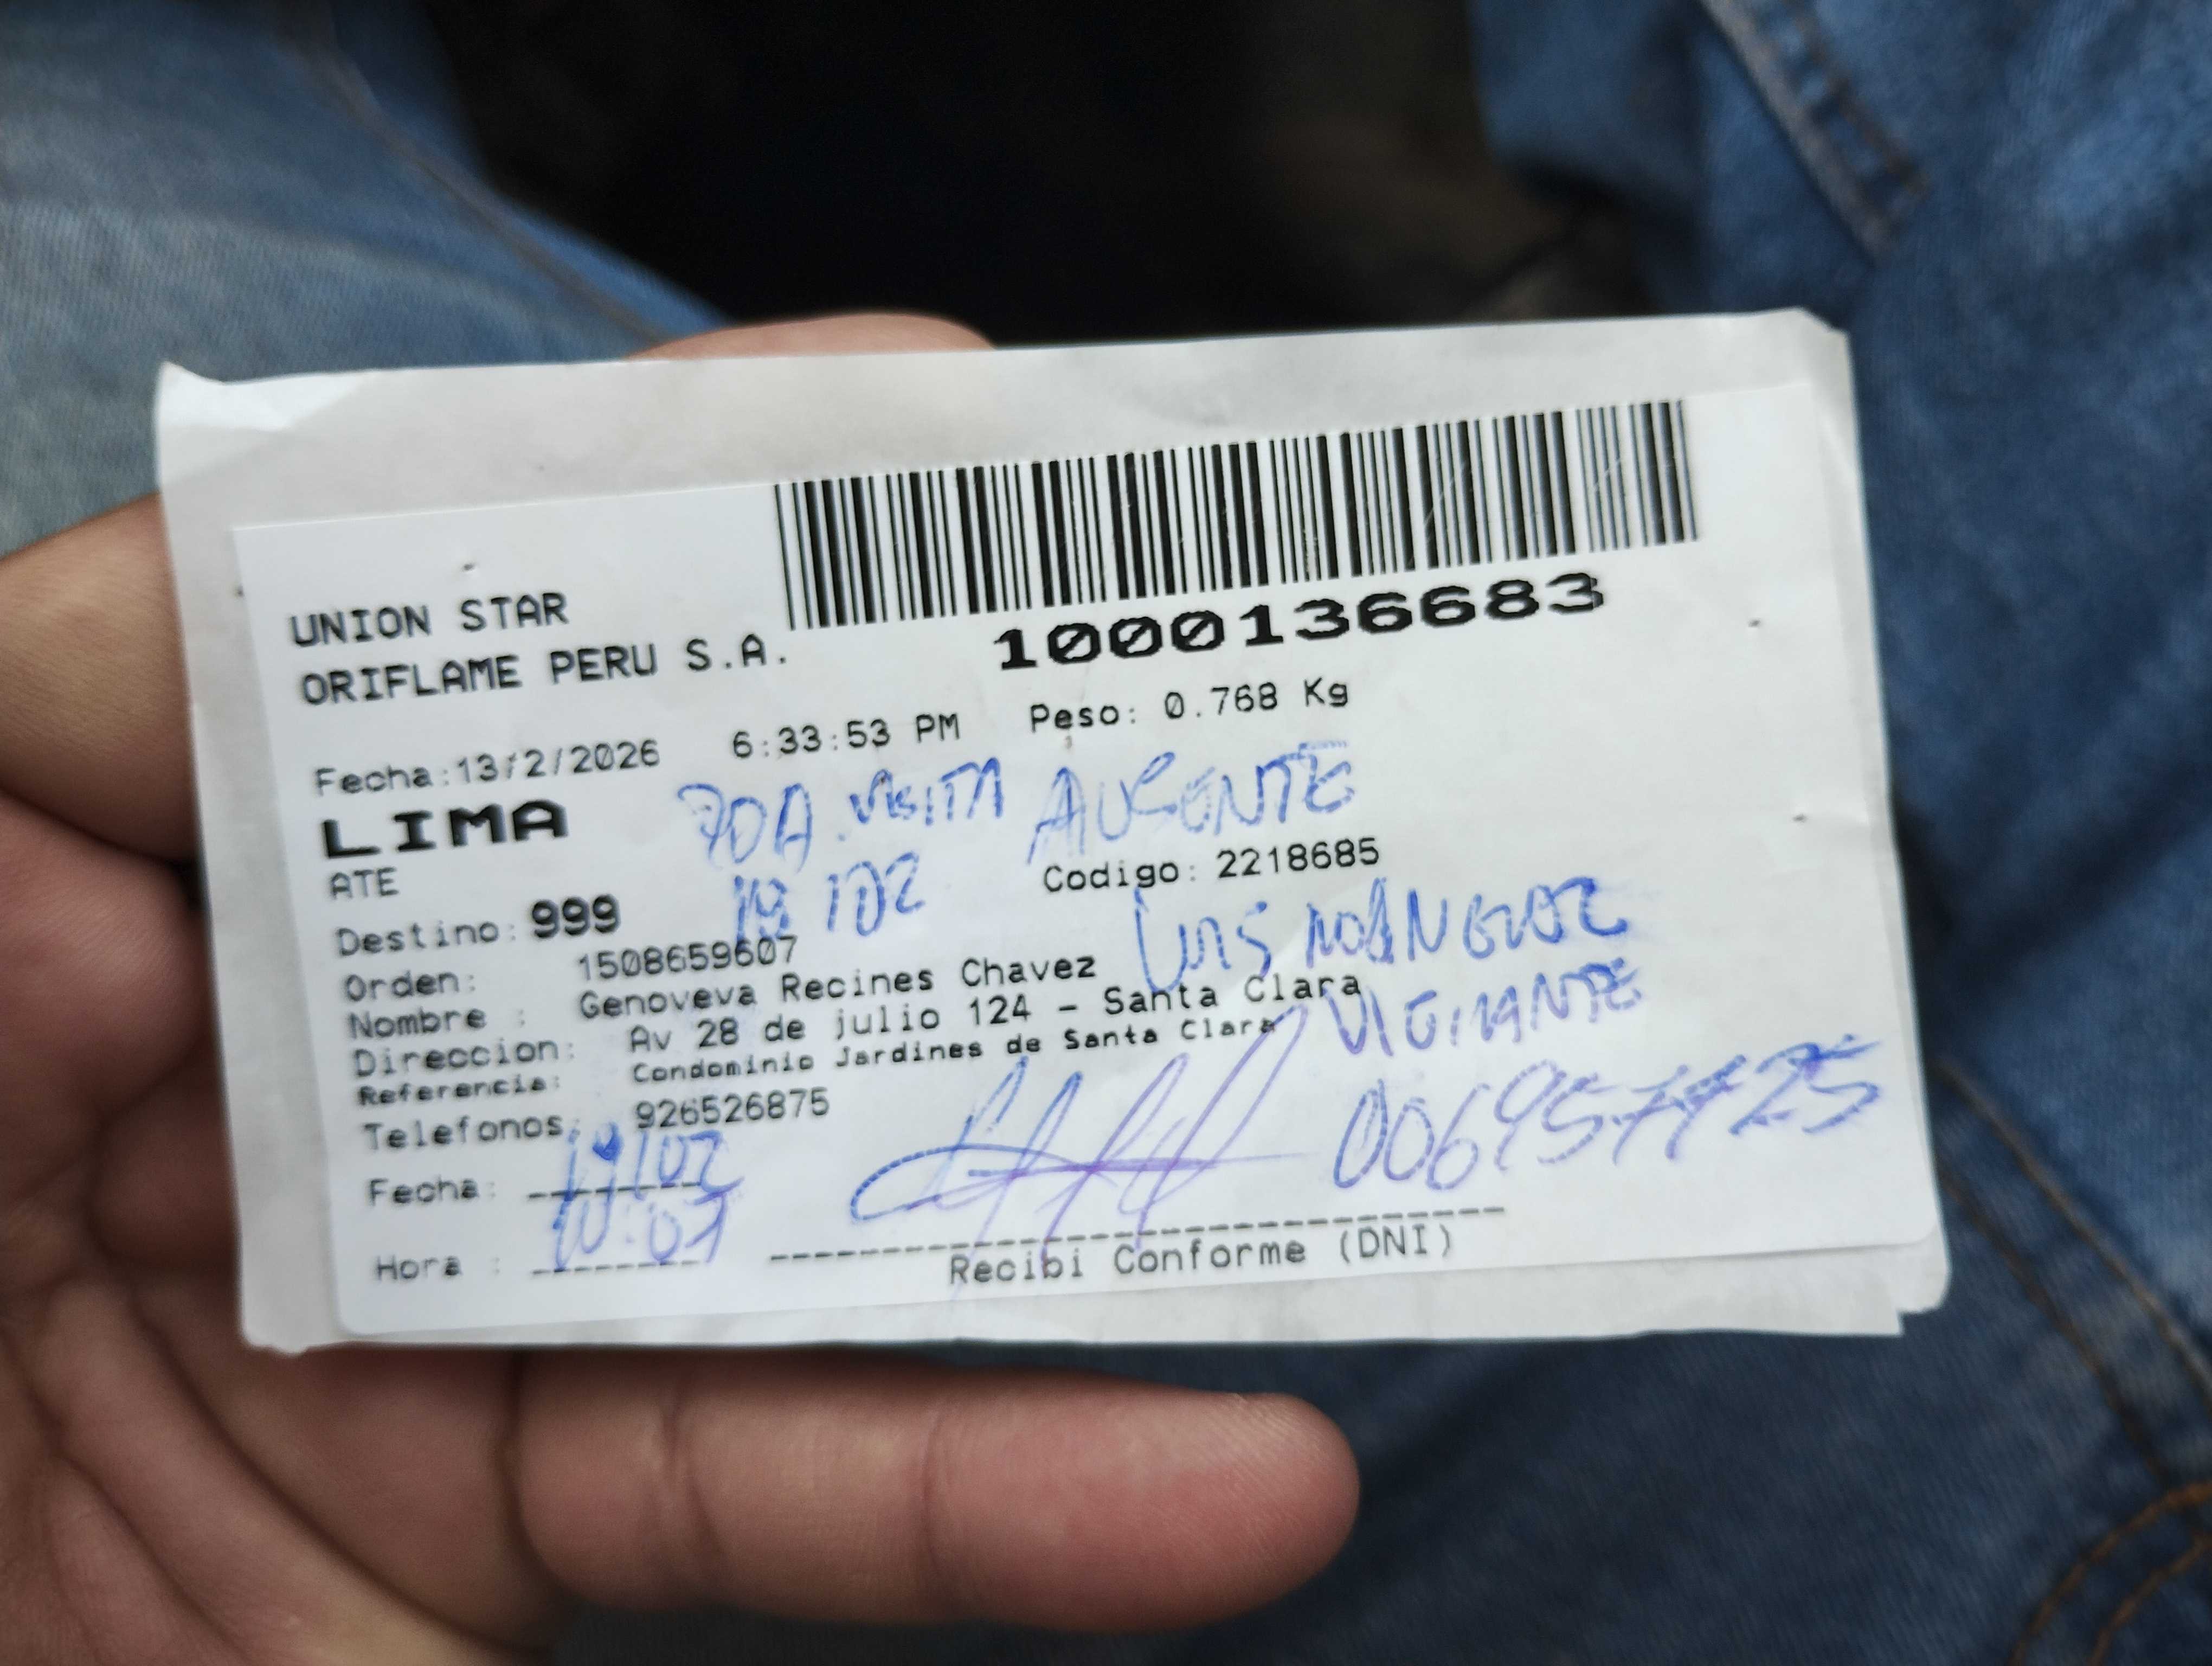 UNION STAR
ORIFLAME PERU S.A.
1000136683
Fecha:13/2/2026 6:33:53 PM Peso: 0.768 Kg
LIMA
VISITA AUSENTE
ATE
Codigo: 2218685
Destino: 999
Orden: 1508659607
LUIS
Nombre : Genoveva Recines Chavez
VIGILANTE
Direccion: Av 28 de julio 124 - Santa Clara
Referencia: Condominio Jardines de Santa Clara
Telefonos: 926526875
Fecha:
Hora :
Recibi Conforme (DNI)